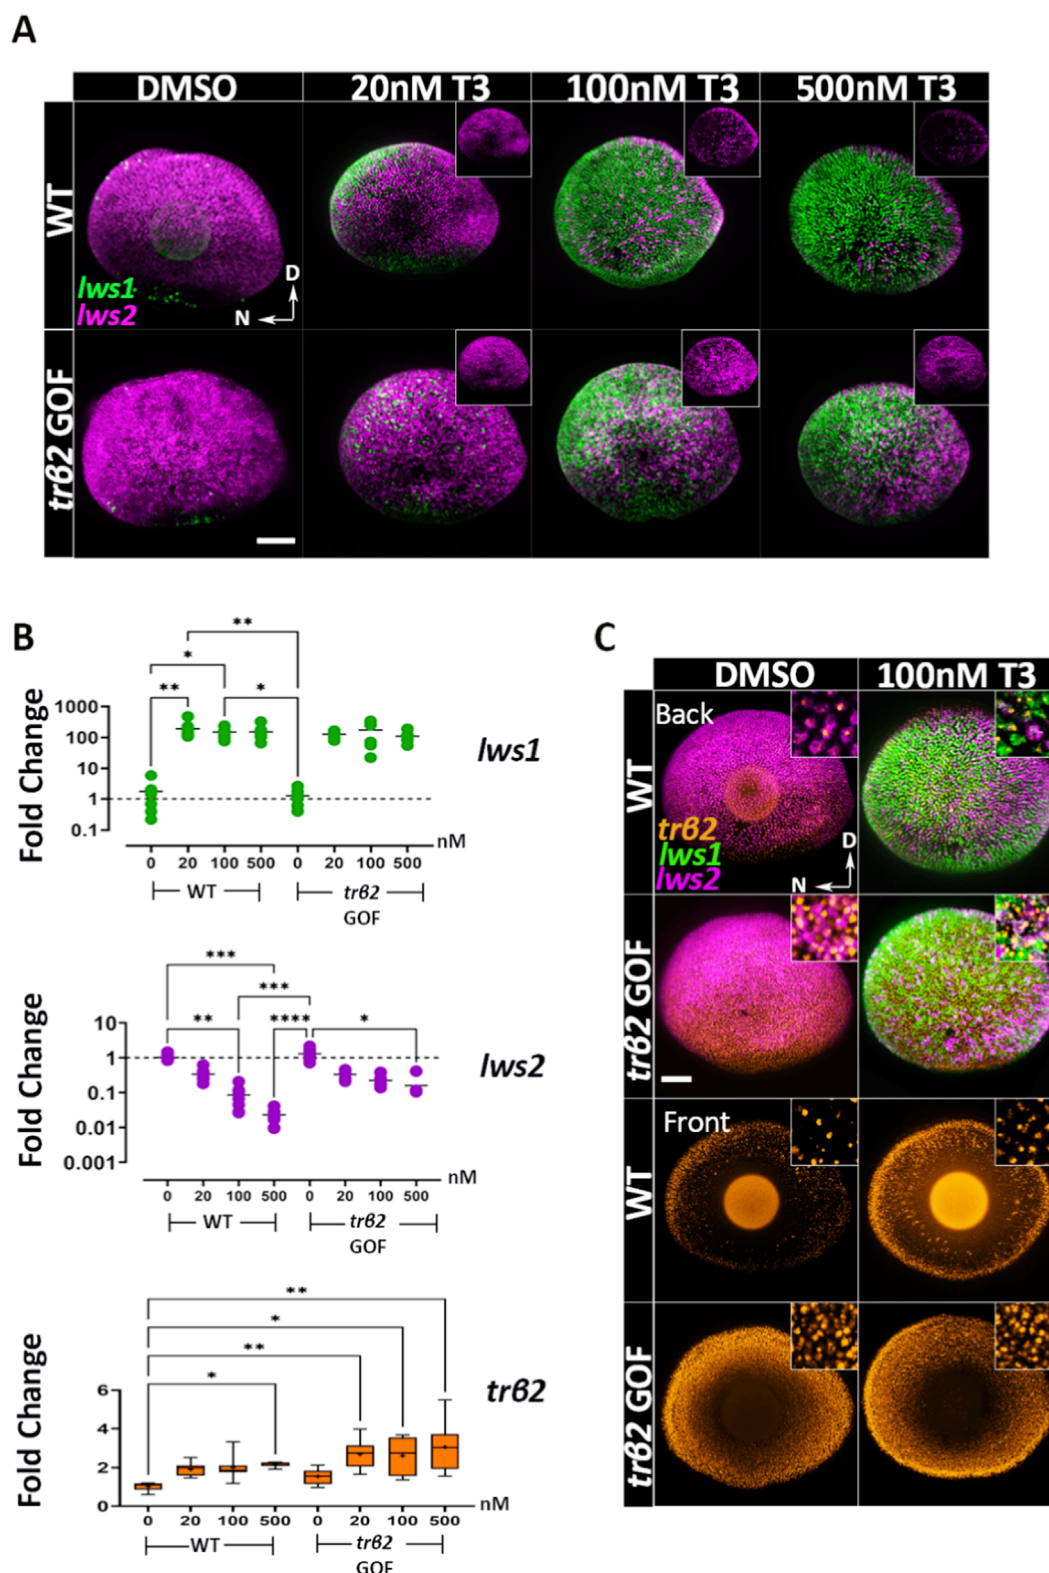 A
DMSO 20nM T3 100nM T3 500nM T3
WT
lws1
lws2
D
N
trβ2 GOF
B
**
*
** *
1000
100
10
1
0.1
Fold Change
lws1
0 20 100 500 0 20 100 500 nM
WT trβ2
GOF
***
***
** **** *
10
1
0.1
0.01
0.001
Fold Change
lws2
0 20 100 500 0 20 100 500 nM
WT trβ2
GOF
**
*
**
*
6
4
2
0
Fold Change
trβ2
0 20 100 500 0 20 100 500 nM
WT trβ2
GOF
C
DMSO 100nM T3
WT
Back
trβ2
lws1
lws2
D
N
trβ2 GOF
WT
Front
trβ2 GOF